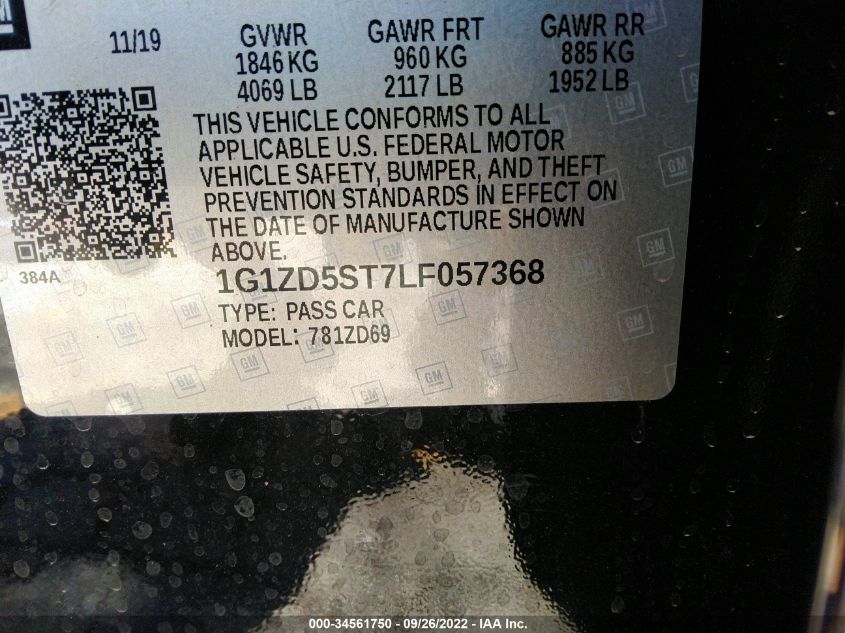 GM
11/19
GVWR GAWR FRT GAWR RR
1846 KG 960 KG 885 KG
4069 LB 2117 LB 1952 LB
THIS VEHICLE CONFORMS TO ALL
APPLICABLE U.S. FEDERAL MOTOR
VEHICLE SAFETY, BUMPER, AND THEFT
PREVENTION STANDARDS IN EFFECT ON
THE DATE OF MANUFACTURE SHOWN
ABOVE.
384A
1G1ZD5ST7LF057368
TYPE: PASS CAR
MODEL: 781ZD69
000-34561750 - 09/26/2022 - IAA Inc.